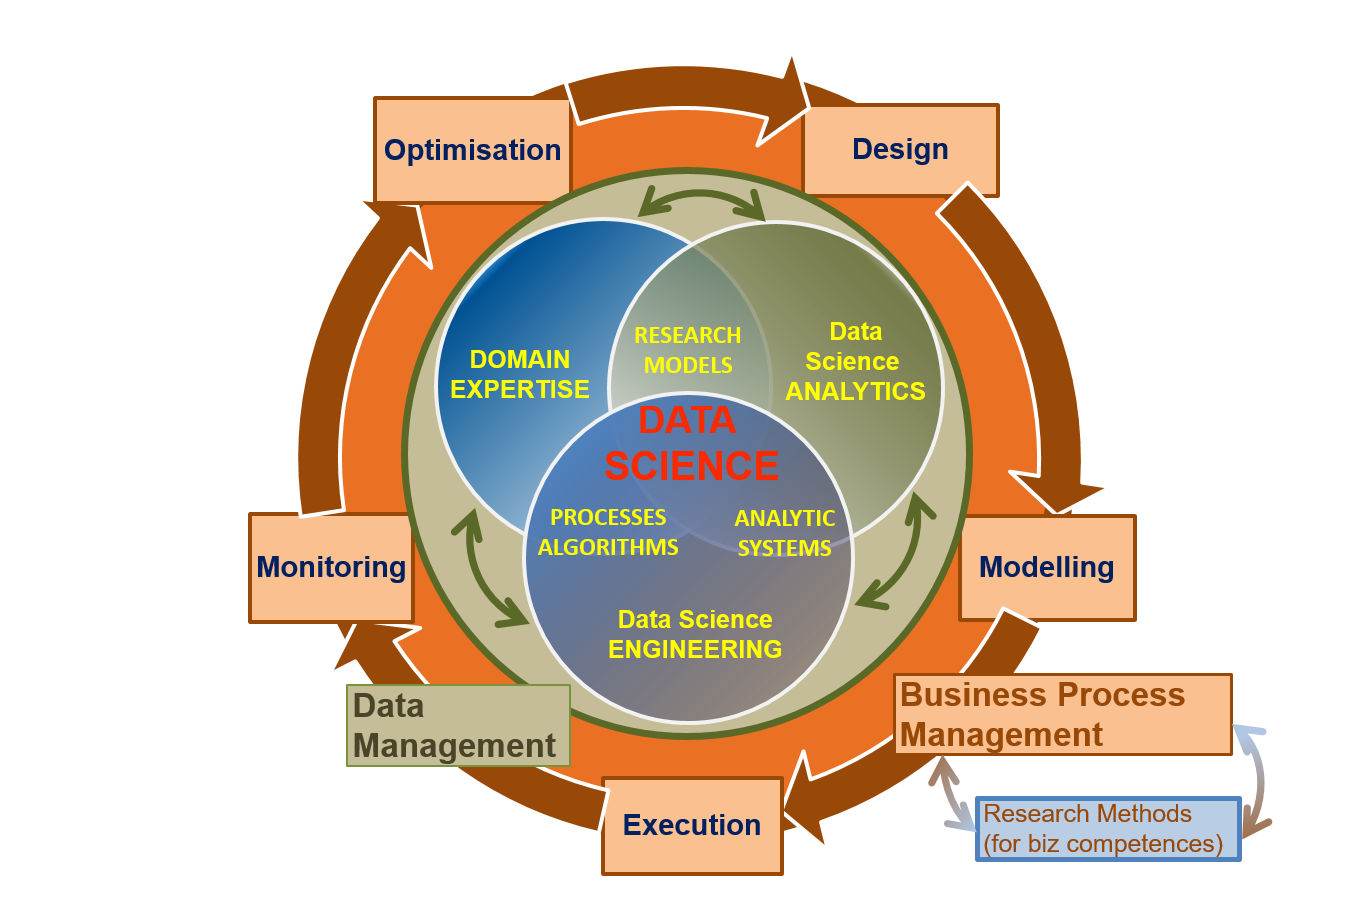 Optimisation
Design
DOMAIN
EXPERTISE
RESEARCH
MODELS
Data
Science
ANALYTICS
DATA
SCIENCE
PROCESSES
ALGORITHMS
ANALYTIC
SYSTEMS
Data Science
ENGINEERING
Monitoring
Modelling
Data
Management
Business Process
Management
Execution
Research Methods
(for biz competences)